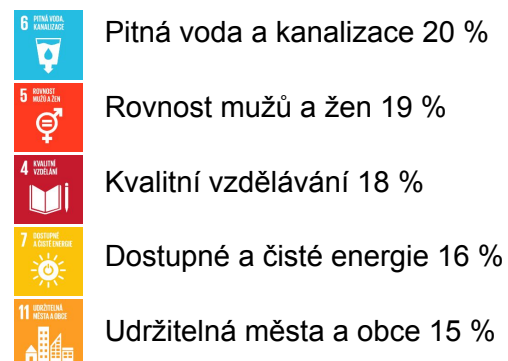 6 PITNÁ VODA,
KANALIZACE
Pitná voda a kanalizace 20 %
5 ROVNOST
MUŽŮ A ŽEN
Rovnost mužů a žen 19 %
4 KVALITNÍ
VZDĚLÁNÍ
Kvalitní vzdělávání 18 %
7 DOSTUPNÉ
A ČISTÉ ENERGIE
Dostupné a čisté energie 16 %
11 UDRŽITELNÁ
MĚSTA A OBCE
Udržitelná města a obce 15 %